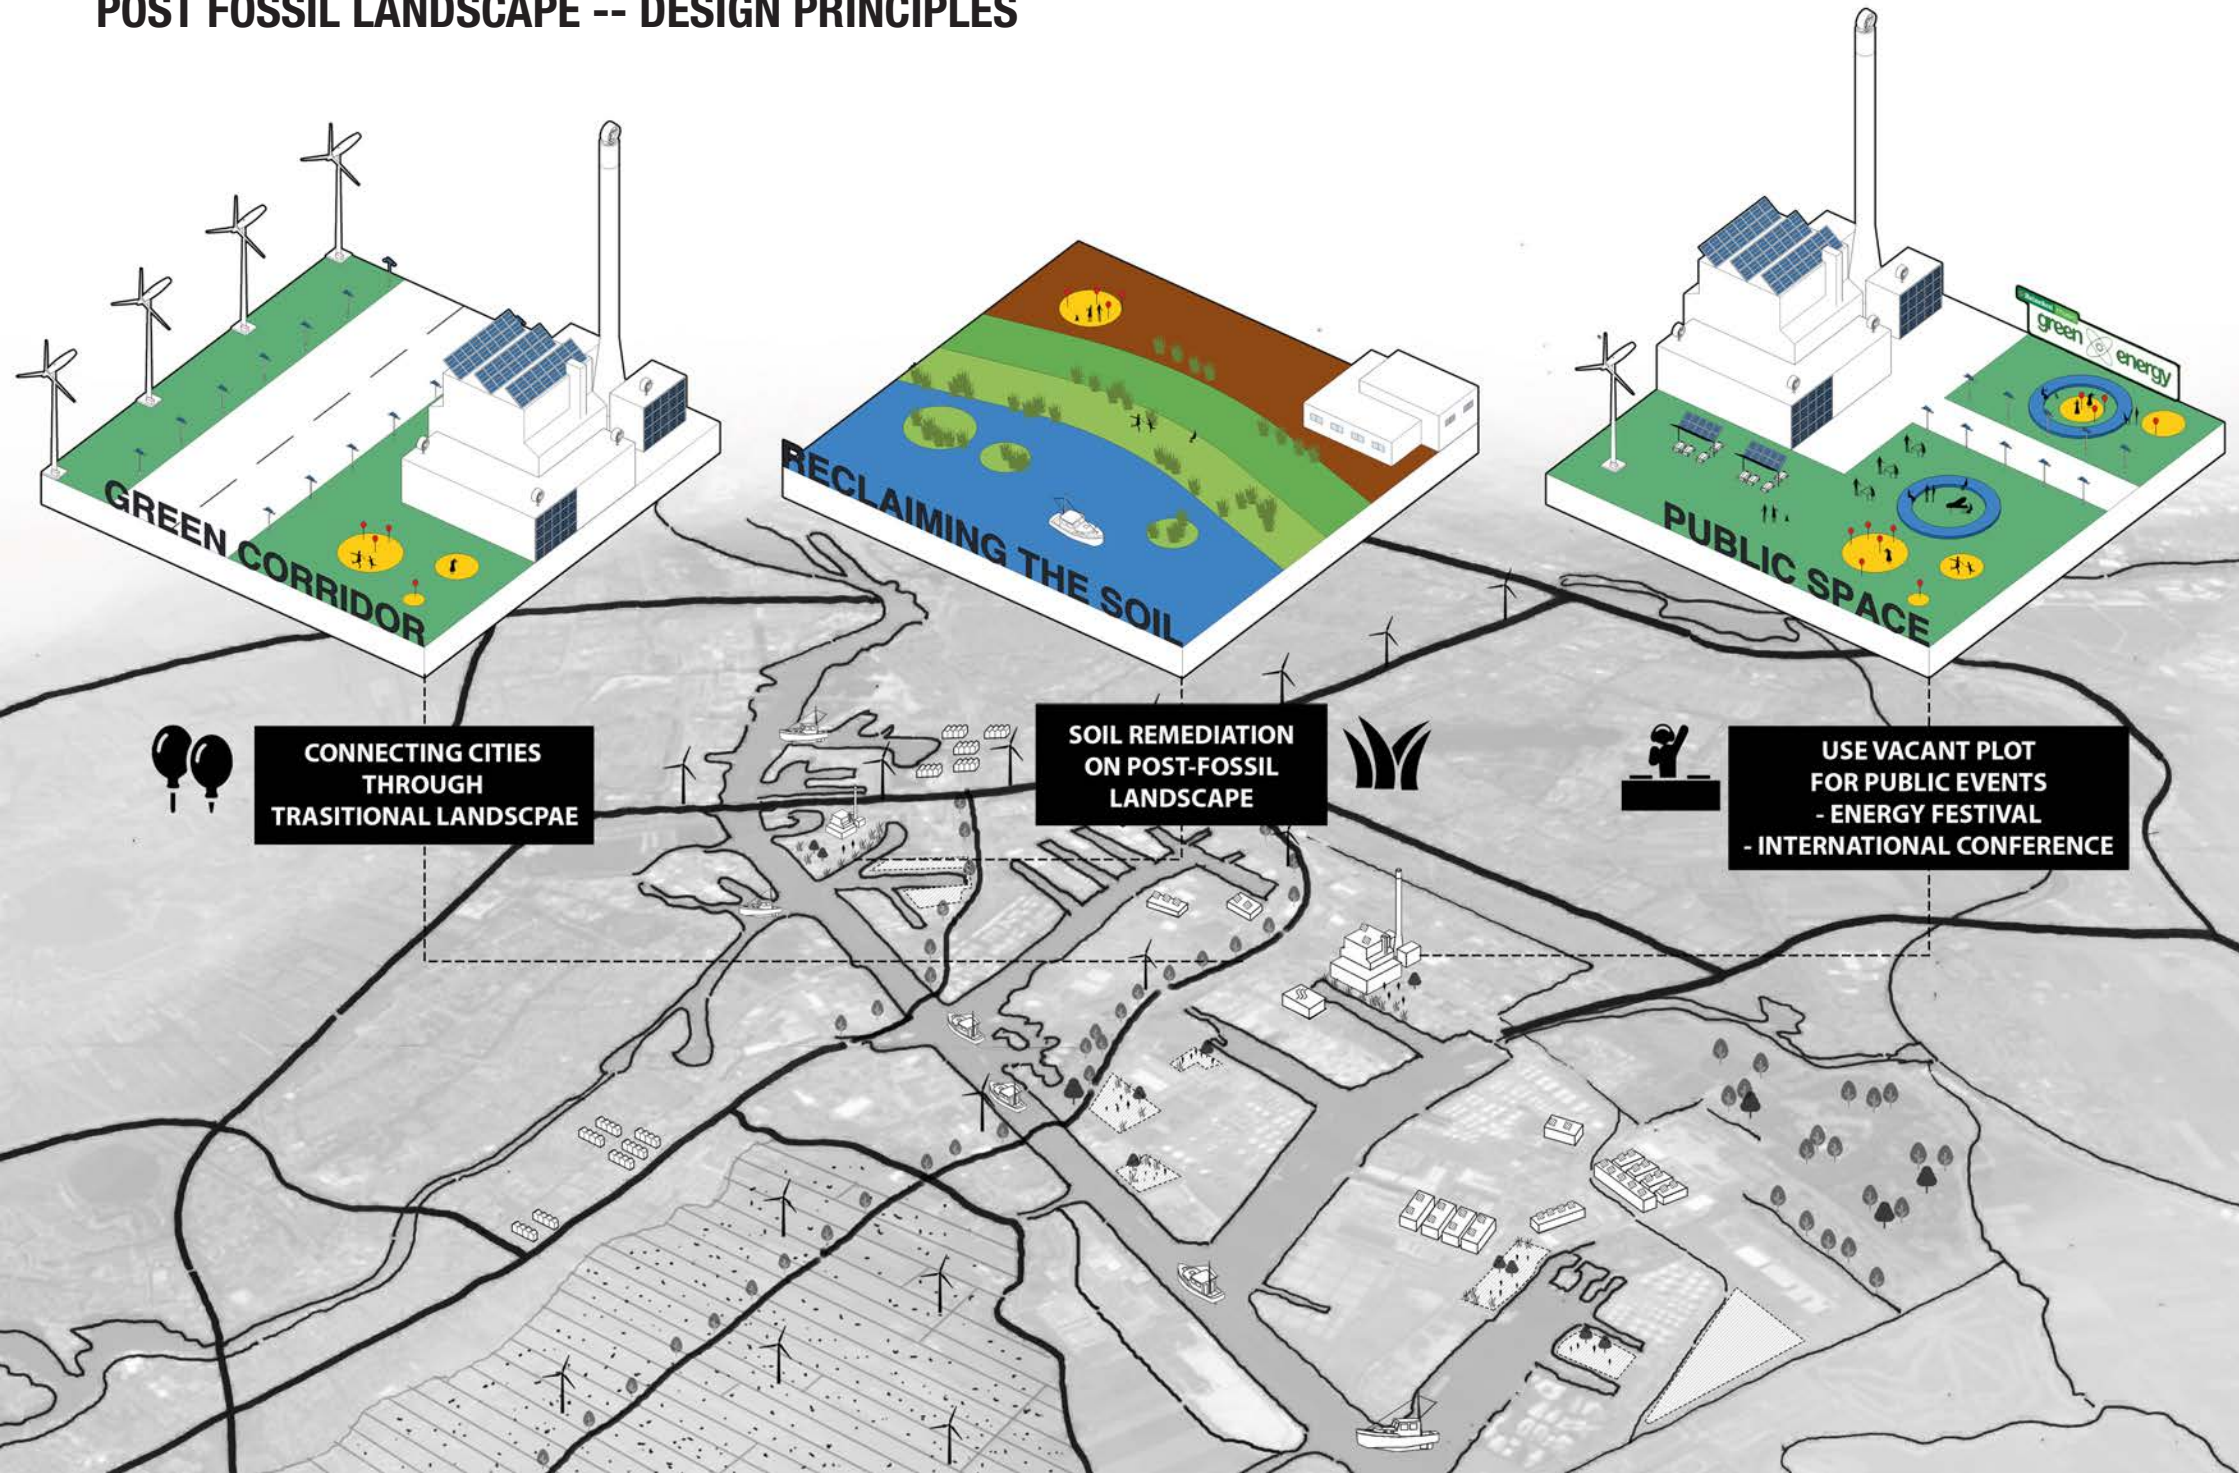 POST FOSSIL LANDSCAPE -- DESIGN PRINCIPLES
GREEN CORRIDOR
RECLAIMING THE SOIL
green energy
PUBLIC SPACE
CONNECTING CITIES
THROUGH
TRASITIONAL LANDSCPAE
SOIL REMEDIATION
ON POST-FOSSIL
LANDSCAPE
USE VACANT PLOT
FOR PUBLIC EVENTS
- ENERGY FESTIVAL
- INTERNATIONAL CONFERENCE